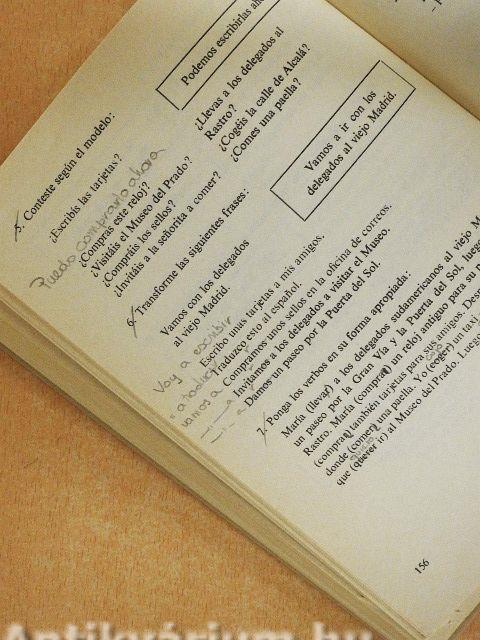 5. Conteste según el modelo:
¿Escribís las tarjetas?
Podemos escribirlas
Puedo comprarlo ahora
¿Compras este reloj?
¿Visitáis el Museo del Prado?
¿Compráis los sellos?
¿Invitáis a la señorita a comer?
¿Llevas a los delegados al
Rastro?
¿Cogéis la calle de Alcalá?
¿Comes una paella?
6. Transforme las siguientes frases:
Vamos con los delegados
al viejo Madrid.
Vamos a ir con los
delegados al viejo Madrid.
Voy a escribir
Escribo unas tarjetas a mis amigos.
Traduzco esto al español.
vamos a
Compramos unos sellos en la oficina de correos.
Invitamos a los delegados a visitar el Museo.
Damos un paseo por la Puerta del Sol.
7. Ponga los verbos en su forma apropiada:
María (llevar) a los delegados sudamericanos al viejo
un paseo por la Gran Vía y la Puerta del Sol, luego
Rastro. María (comprar) un reloj antiguo para su
(comprar) también tarjetas para sus amigos.
donde (comer) una paella. Yo (coger) un taxi
que (querer ir) al Museo del Prado. Luego
156
Antikvárium.hu